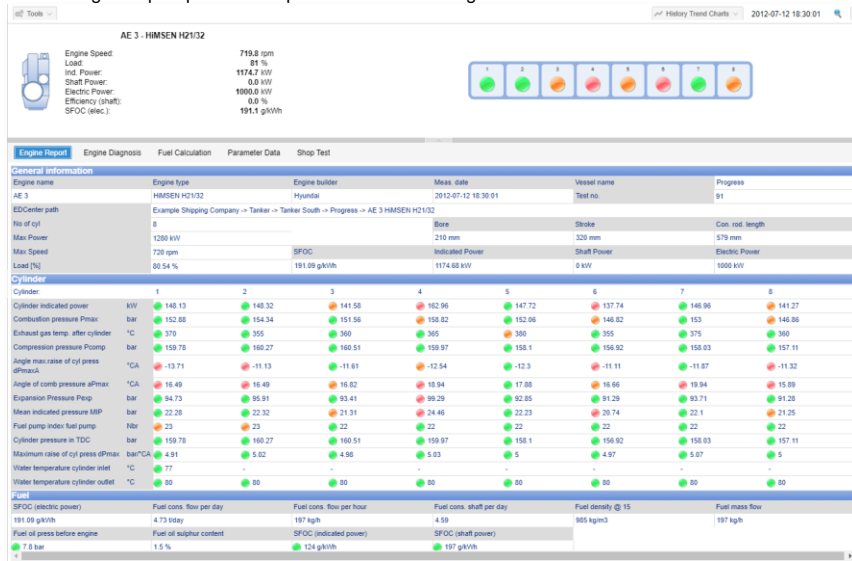 Tools
History Trend Charts
2012-07-12 18:30:01
AE 3 - HiMSEN H21/32
Engine Speed: 719.8 rpm
Load: 81 %
Ind. Power: 1174.7 kW
Shaft Power: 0.0 kW
Electric Power: 1000.0 kW
Efficiency (shaft): 0.0 %
SFOC (elec.): 191.1 g/kWh
1 2 3 4 5 6 7 8
Engine Report Engine Diagnosis Fuel Calculation Parameter Data Shop Test
General information
Engine name Engine type Engine builder Meas. date Vessel name Progress
AE 3 HiMSEN H21/32 Hyundai 2012-07-12 18:30:01 Test no. 91
EDCenter path Example Shipping Company -> Tanker -> Tanker South -> Progress -> AE 3 HiMSEN H21/32
No of cyl 8 Bore Stroke Con. rod. length
Max Power 1280 kW 210 mm 320 mm 579 mm
Max Speed 720 rpm SFOC Indicated Power Shaft Power Electric Power
Load [%] 80.54 % 191.09 g/kWh 1174.68 kW 0 kW 1000 kW
Cylinder
Cylinder: 1 2 3 4 5 6 7 8
Cylinder indicated power kW 148.13 148.32 141.58 162.96 147.72 137.74 146.96 141.27
Combustion pressure Pmax bar 152.88 154.34 151.56 158.82 152.06 146.82 153 146.86
Exhaust gas temp. after cylinder °C 370 355 360 365 380 355 375 360
Compression pressure Pcomp bar 159.78 160.27 160.51 159.97 158.1 156.92 158.03 157.11
Angle max raise of cyl press dPmaxA °CA -13.71 -11.13 -11.61 -12.54 -12.3 -11.11 -11.87 -11.32
Angle of comb pressure aPmax °CA 16.49 16.49 16.82 18.94 17.88 16.66 19.94 15.89
Expansion Pressure Pexp bar 94.73 95.91 93.41 99.29 92.85 91.29 93.71 91.28
Mean indicated pressure MIP bar 22.28 22.32 21.31 24.46 22.23 20.74 22.1 21.25
Fuel pump index fuel pump Nbr 23 23 22 22 22 22 22 22
Cylinder pressure in TDC bar 159.78 160.27 160.51 159.97 158.1 156.92 158.03 157.11
Maximum raise of cyl press dPmax bar/°CA 4.91 5.02 4.98 5.03 5 4.97 5.07 5
Water temperature cylinder inlet °C 77 - - - - - - -
Water temperature cylinder outlet °C 80 80 80 80 80 80 80 80
Fuel
SFOC (electric power) Fuel cons. flow per day Fuel cons. flow per hour Fuel cons. shaft per day Fuel density @ 15 Fuel mass flow
191.09 g/kWh 4.73 t/day 197 kg/h 4.59 985 kg/m3 197 kg/h
Fuel oil press before engine Fuel oil sulphur content SFOC (indicated power) SFOC (shaft power)
7.0 bar 1.5 % 124 g/kWh 197 g/kWh